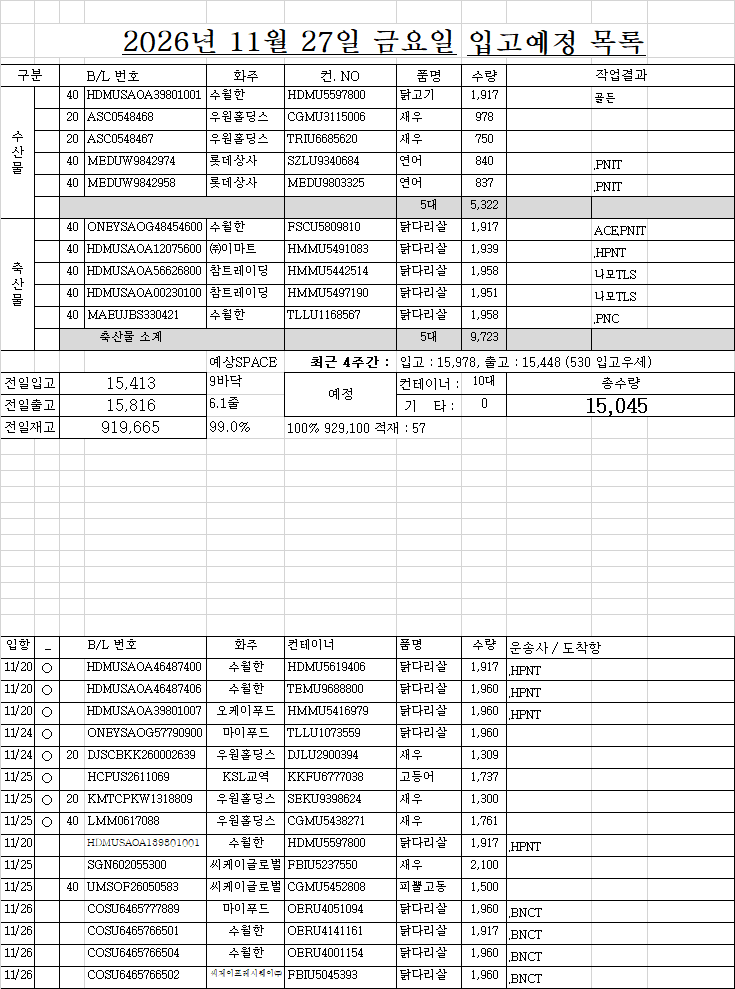 2026년 11월 27일 금요일 입고예정 목록
구분 B/L 번호 화주 컨. NO 품명 수량 작업결과
수산물
40 HDMUSAOA39801001 수월한 HDMU5597800 닭고기 1,917 골든
20 ASC0548468 우원홀딩스 CGMU3115006 새우 978
20 ASC0548467 우원홀딩스 TRIU6685620 새우 750
40 MEDUW9842974 롯데상사 SZLU9340684 연어 840 .PNIT
40 MEDUW9842958 롯데상사 MEDU9803325 연어 837 .PNIT
5대 5,322
축산물
40 ONEYSAOG48454600 수월한 FSCU5809810 닭다리살 1,917 ACE.PNIT
40 HDMUSAOA12075600 ㈜이마트 HMMU5491083 닭다리살 1,939 .HPNT
40 HDMUSAOA56626800 참트레이딩 HMMU5442514 닭다리살 1,958 나모TLS
40 HDMUSAOA00230100 참트레이딩 HMMU5497190 닭다리살 1,951 나모TLS
40 MAEUJBS330421 수월한 TLLU1168567 닭다리살 1,958 .PNC
축산물 소계 5대 9,723
예상SPACE 최근 4주간 : 입고 : 15,978, 출고 : 15,448 (530 입고우세)
전일입고 15,413 9바닥 예정 컨테이너 : 10대 총수량
전일출고 15,816 6.1줄 기 타 : 0 15,045
전일재고 919,665 99.0% 100% 929,100 적재 : 57
입항 _ B/L 번호 화주 컨테이너 품명 수량 운송사 / 도착항
11/20 ○ HDMUSAOA46487400 수월한 HDMU5619406 닭다리살 1,917 .HPNT
11/20 ○ HDMUSAOA46487406 수월한 TEMU9688800 닭다리살 1,960 .HPNT
11/20 ○ HDMUSAOA39801007 오케이푸드 HMMU5416979 닭다리살 1,960 .HPNT
11/24 ○ ONEYSAOG57790900 마이푸드 TLLU1073559 닭다리살 1,960
11/24 ○ 20 DJSCBKK260002639 우원홀딩스 DJLU2900394 새우 1,309
11/25 ○ HCPUS2611069 KSL교역 KKFU6777038 고등어 1,737
11/25 ○ 20 KMTCPKW1318809 우원홀딩스 SEKU9398624 새우 1,300
11/25 ○ 40 LMM0617088 우원홀딩스 CGMU5438271 새우 1,761
11/20 수월한 HDMU5597800 닭다리살 1,917 .HPNT
11/25 SGN602055300 씨케이글로벌 FBIU5237550 새우 2,100
11/25 40 UMSOF26050583 씨케이글로벌 CGMU5452808 피뿔고동 1,500
11/26 COSU6465777889 마이푸드 OERU4051094 닭다리살 1,960 .BNCT
11/26 COSU6465766501 수월한 OERU4141161 닭다리살 1,917 .BNCT
11/26 COSU6465766504 수월한 OERU4001154 닭다리살 1,960 .BNCT
11/26 COSU6465766502 FBIU5045393 닭다리살 1,960 .BNCT